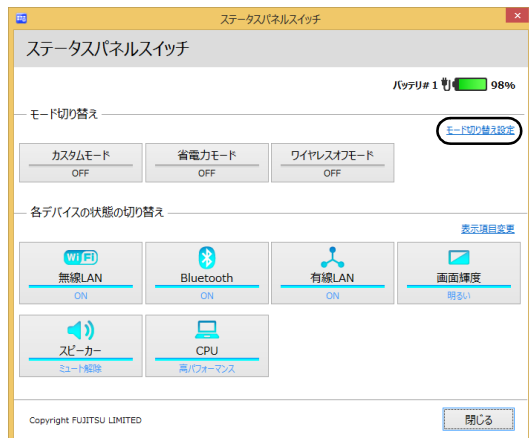 ステータスパネルスイッチ
ステータスパネルスイッチ
バッテリ#1 98%
モード切り替え
モード切り替え設定
カスタムモード 省電力モード ワイヤレスオフモード
OFF OFF OFF
各デバイスの状態の切り替え
表示項目変更
WiFi
無線LAN Bluetooth 有線LAN 画面輝度
ON ON ON 明るい
スピーカー CPU
ミュート解除 高パフォーマンス
Copyright FUJITSU LIMITED 閉じる